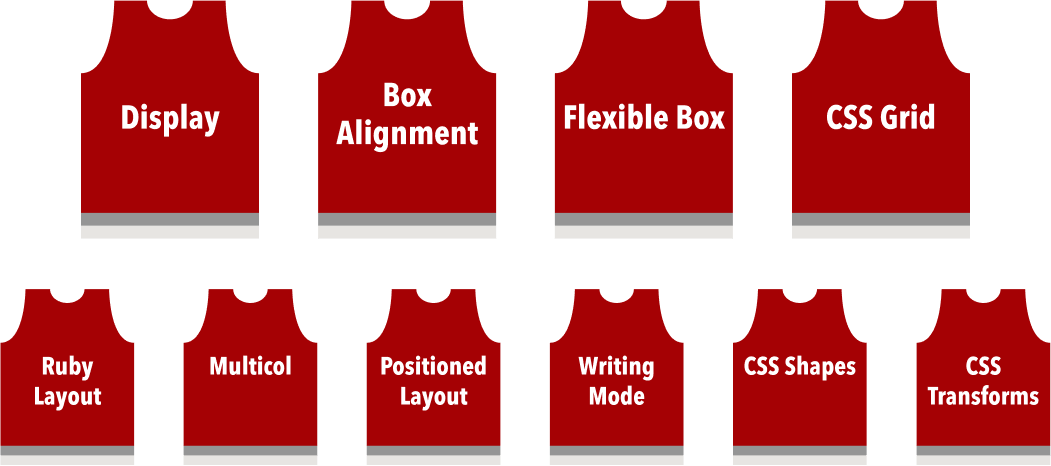 Display
Box
Alignment
Flexible Box
CSS Grid
Ruby
Layout
Multicol
Positioned
Layout
Writing
Mode
CSS Shapes
CSS
Transforms